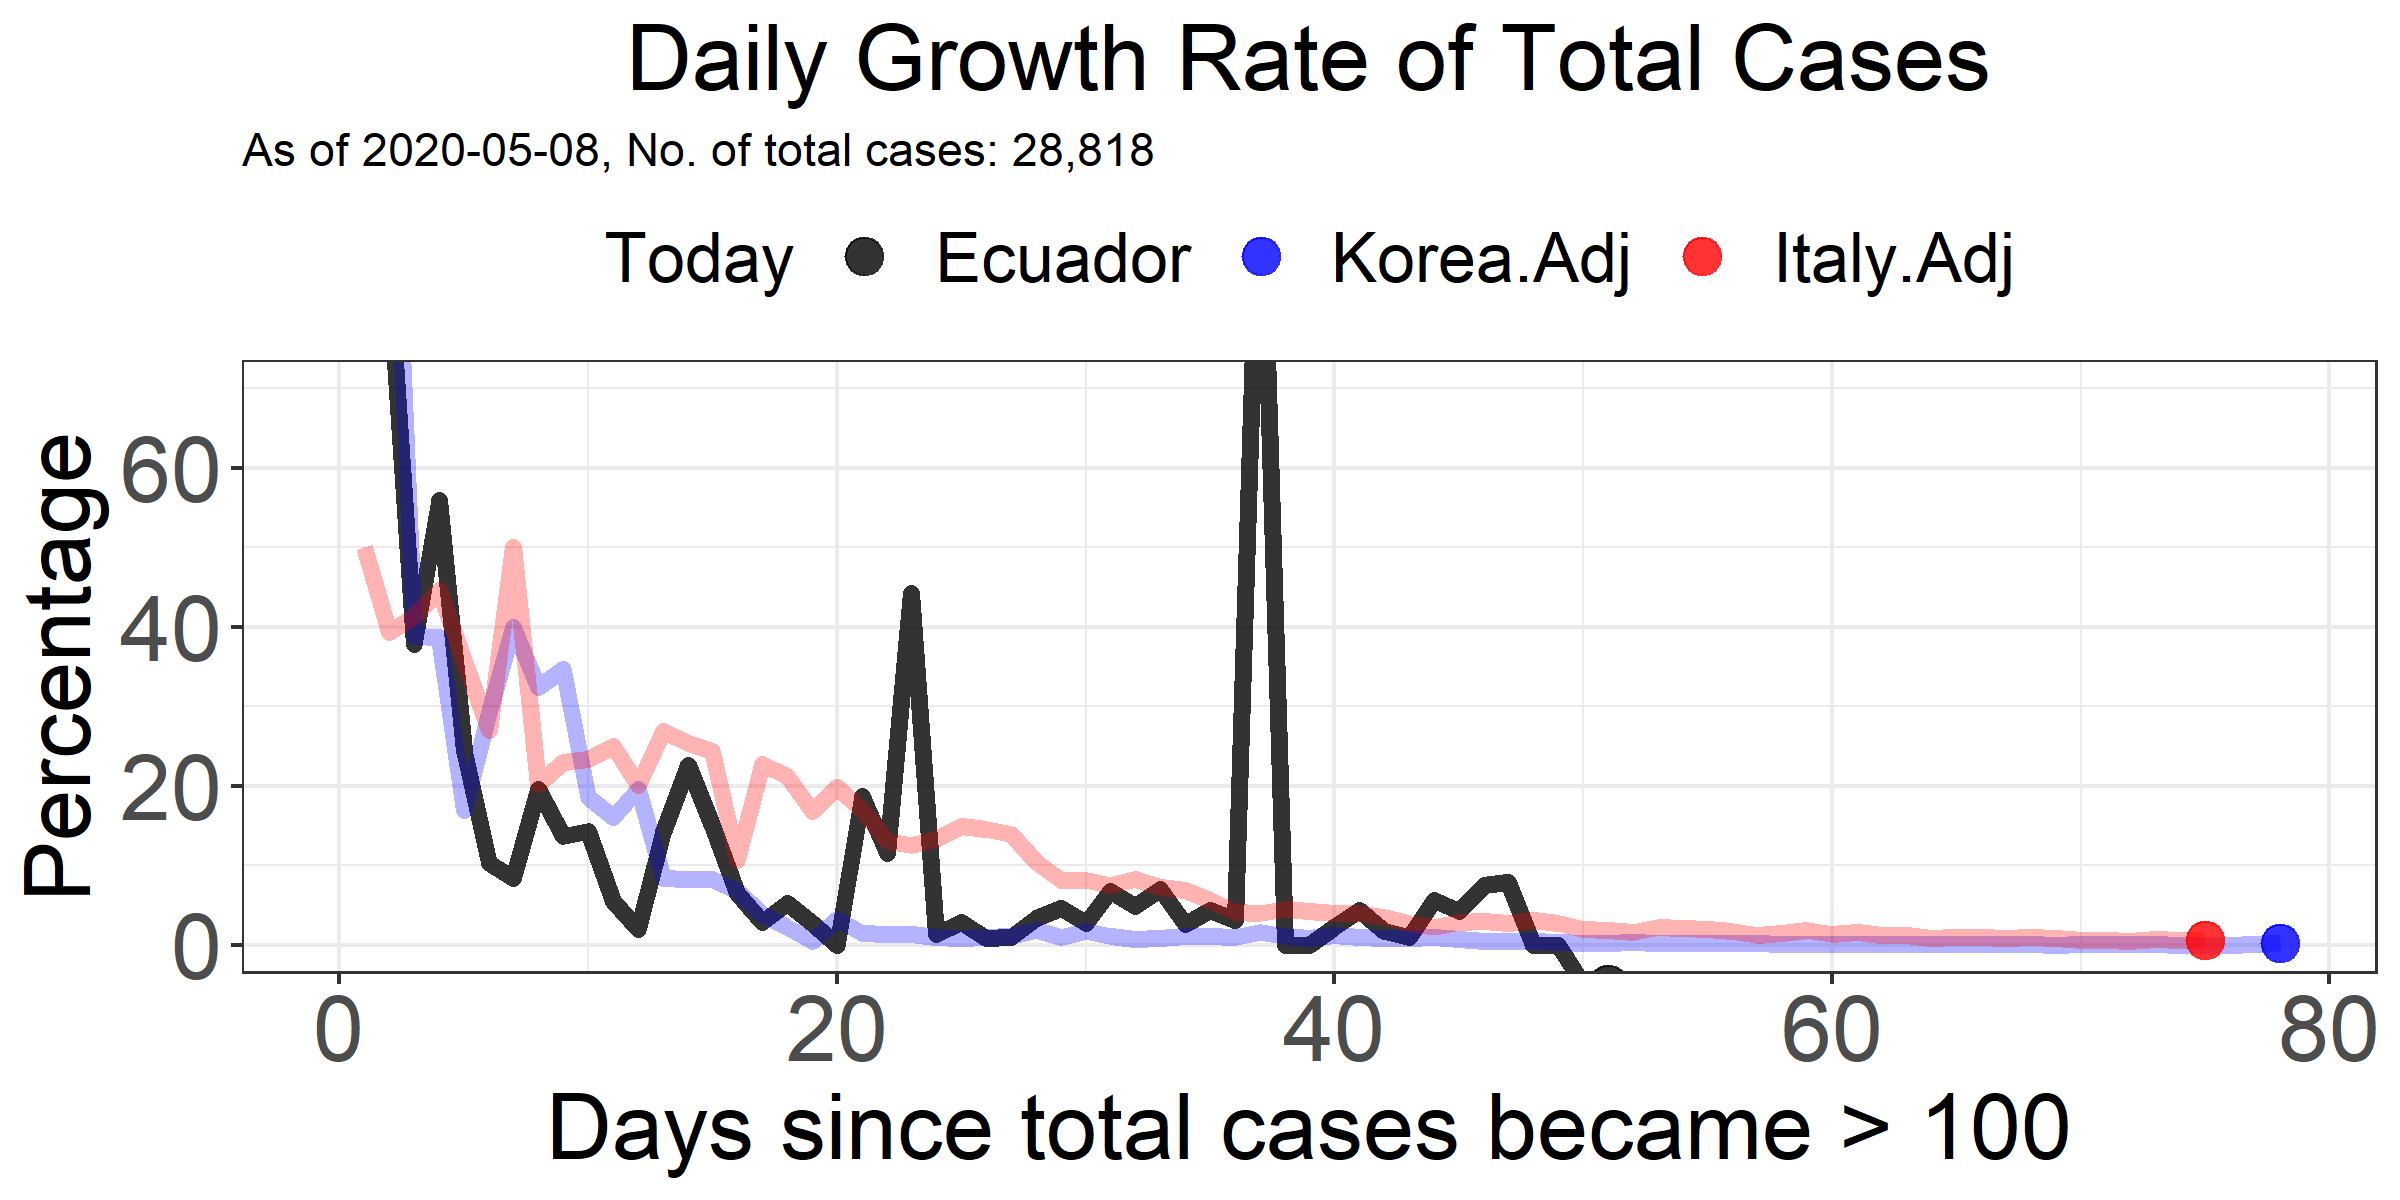 Daily Growth Rate of Total Cases
As of 2020-05-08, No. of total cases: 28,818
Today Ecuador Korea.Adj Italy.Adj
Percentage
60
40
20
0
0 20 40 60 80
Days since total cases became > 100